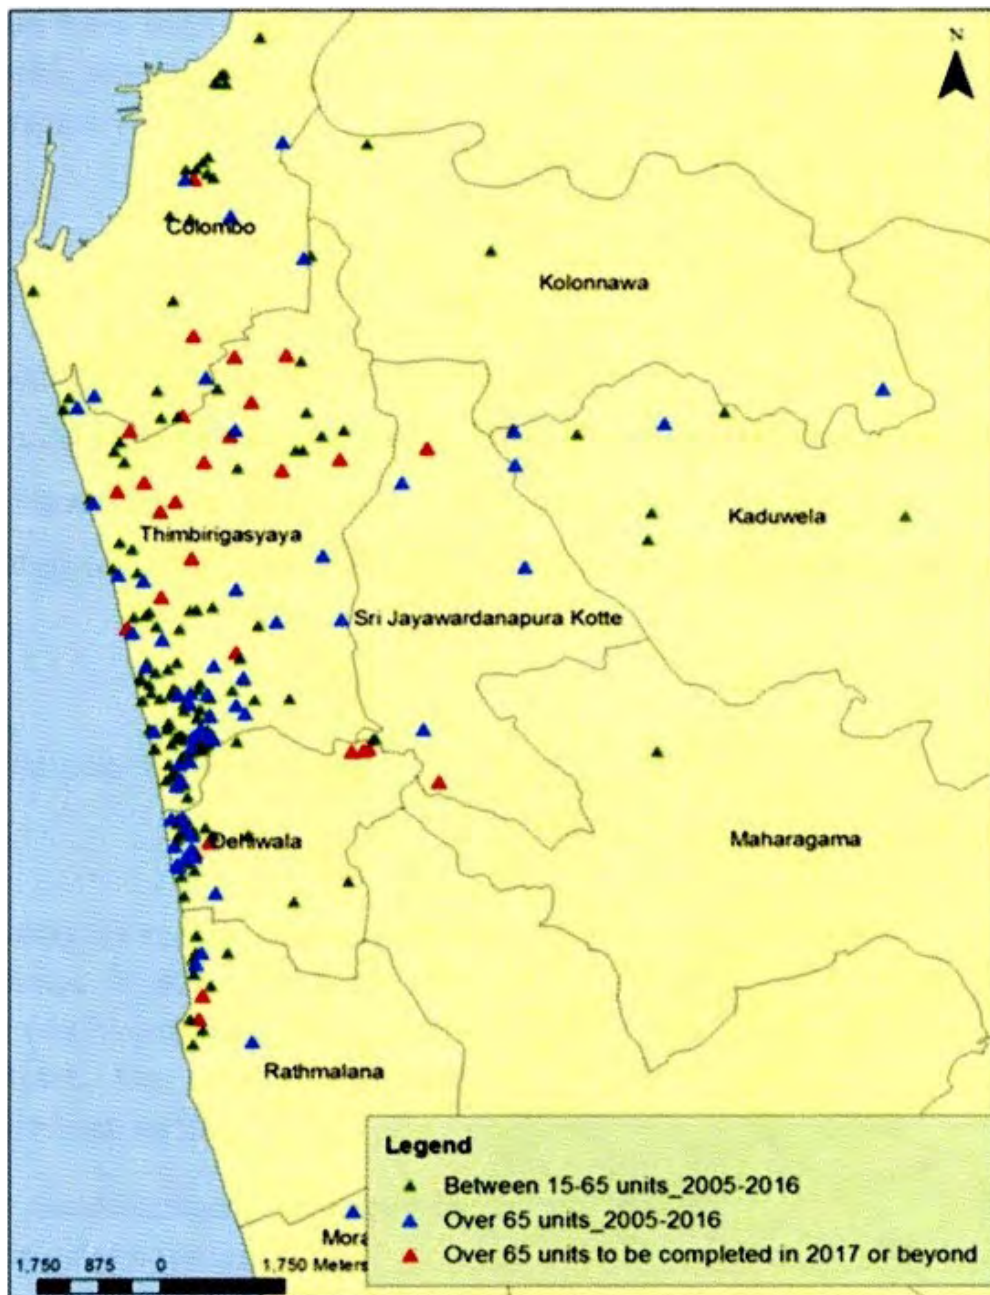 N
Colombo
Kolonnawa
Kaduwela
Thimbirigasyaya
Sri Jayawardanapura Kotte
Maharagama
Dehiwala
Rathmalana
Legend
Between 15-65 units_2005-2016
Over 65 units_2005-2016
Over 65 units to be completed in 2017 or beyond
Mora
1,750 875 0 1,750 Meters